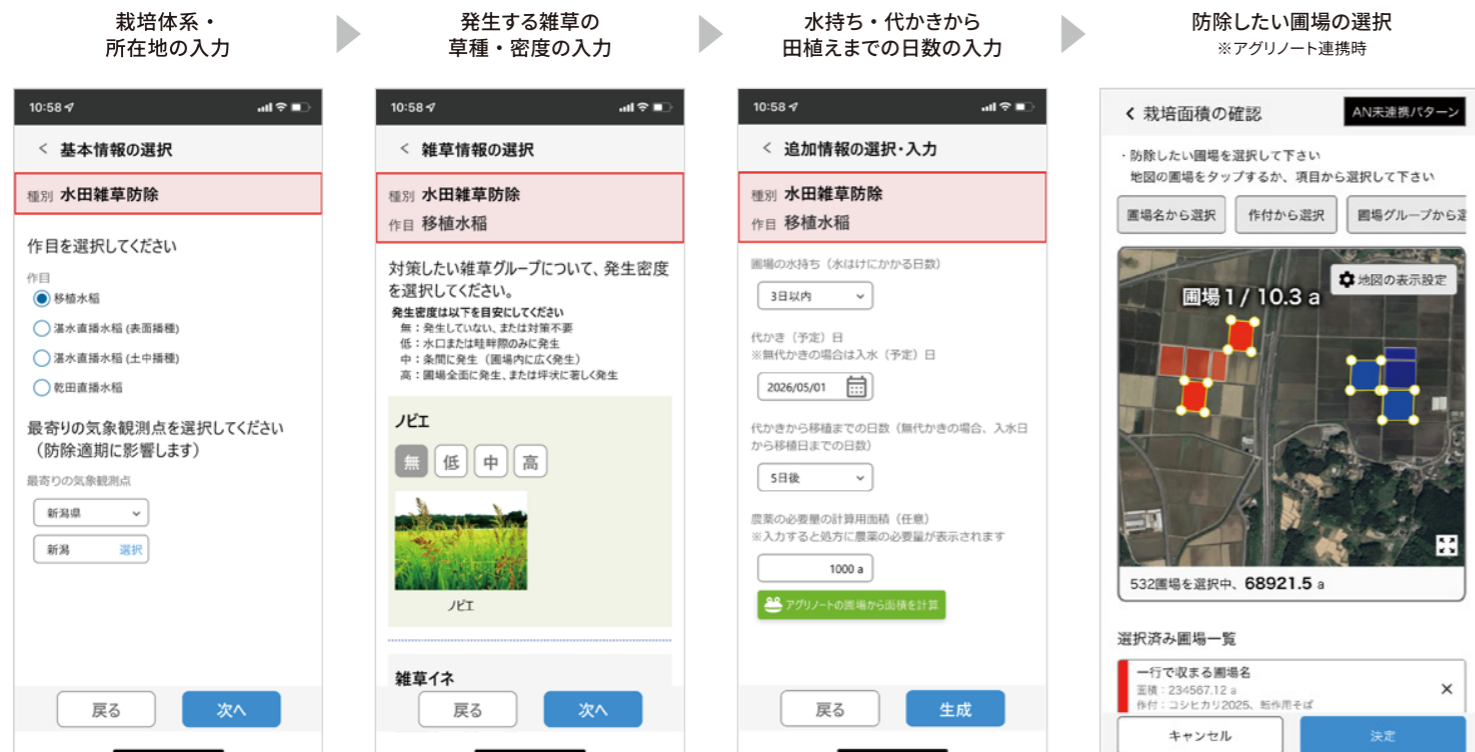 栽培体系・
所在地の入力
発生する雑草の
草種・密度の入力
水持ち・代かきから
田植えまでの日数の入力
防除したい圃場の選択
※アグリノート連携時
10:58
基本情報の選択
種別 水田雑草防除
作目を選択してください
作目
移植水稲
湛水直播水稲 (表面播種)
湛水直播水稲 (土中播種)
乾田直播水稲
最寄りの気象観測点を選択してください
（防除適期に影響します）
最寄りの気象観測点
新潟県
新潟 選択
戻る 次へ
10:58
雑草情報の選択
種別 水田雑草防除
作目 移植水稲
対策したい雑草グループについて、発生密度
を選択してください。
発生密度は以下を目安にしてください
無：発生していない、または対策不要
低：水口または畦畔際のみに発生
中：条間に発生（圃場内に広く発生）
高：圃場全面に発生、または坪状に著しく発生
ノビエ
無 低 中 高
ノビエ
雑草イネ
戻る 次へ
10:58
追加情報の選択・入力
種別 水田雑草防除
作目 移植水稲
圃場の水持ち（水はけにかかる日数）
3日以内
代かき（予定）日
※無代かきの場合は入水（予定）日
2026/05/01
代かきから移植までの日数（無代かきの場合、入水日
から移植日までの日数）
5日後
農薬の必要量の計算用面積（任意）
※入力すると処方に農薬の必要量が表示されます
1000 a
アグリノートの圃場から面積を計算
戻る 生成
栽培面積の確認 AN未連携パターン
・防除したい圃場を選択して下さい
地図の圃場をタップするか、項目から選択して下さい
圃場名から選択 作付から選択 圃場グループから選
地図の表示設定
圃場1 / 10.3 a
532圃場を選択中、68921.5 a
選択済み圃場一覧
一行で収まる圃場名
面積：234567.12 a
作付：コシヒカリ2025、転作用そば
キャンセル 決定